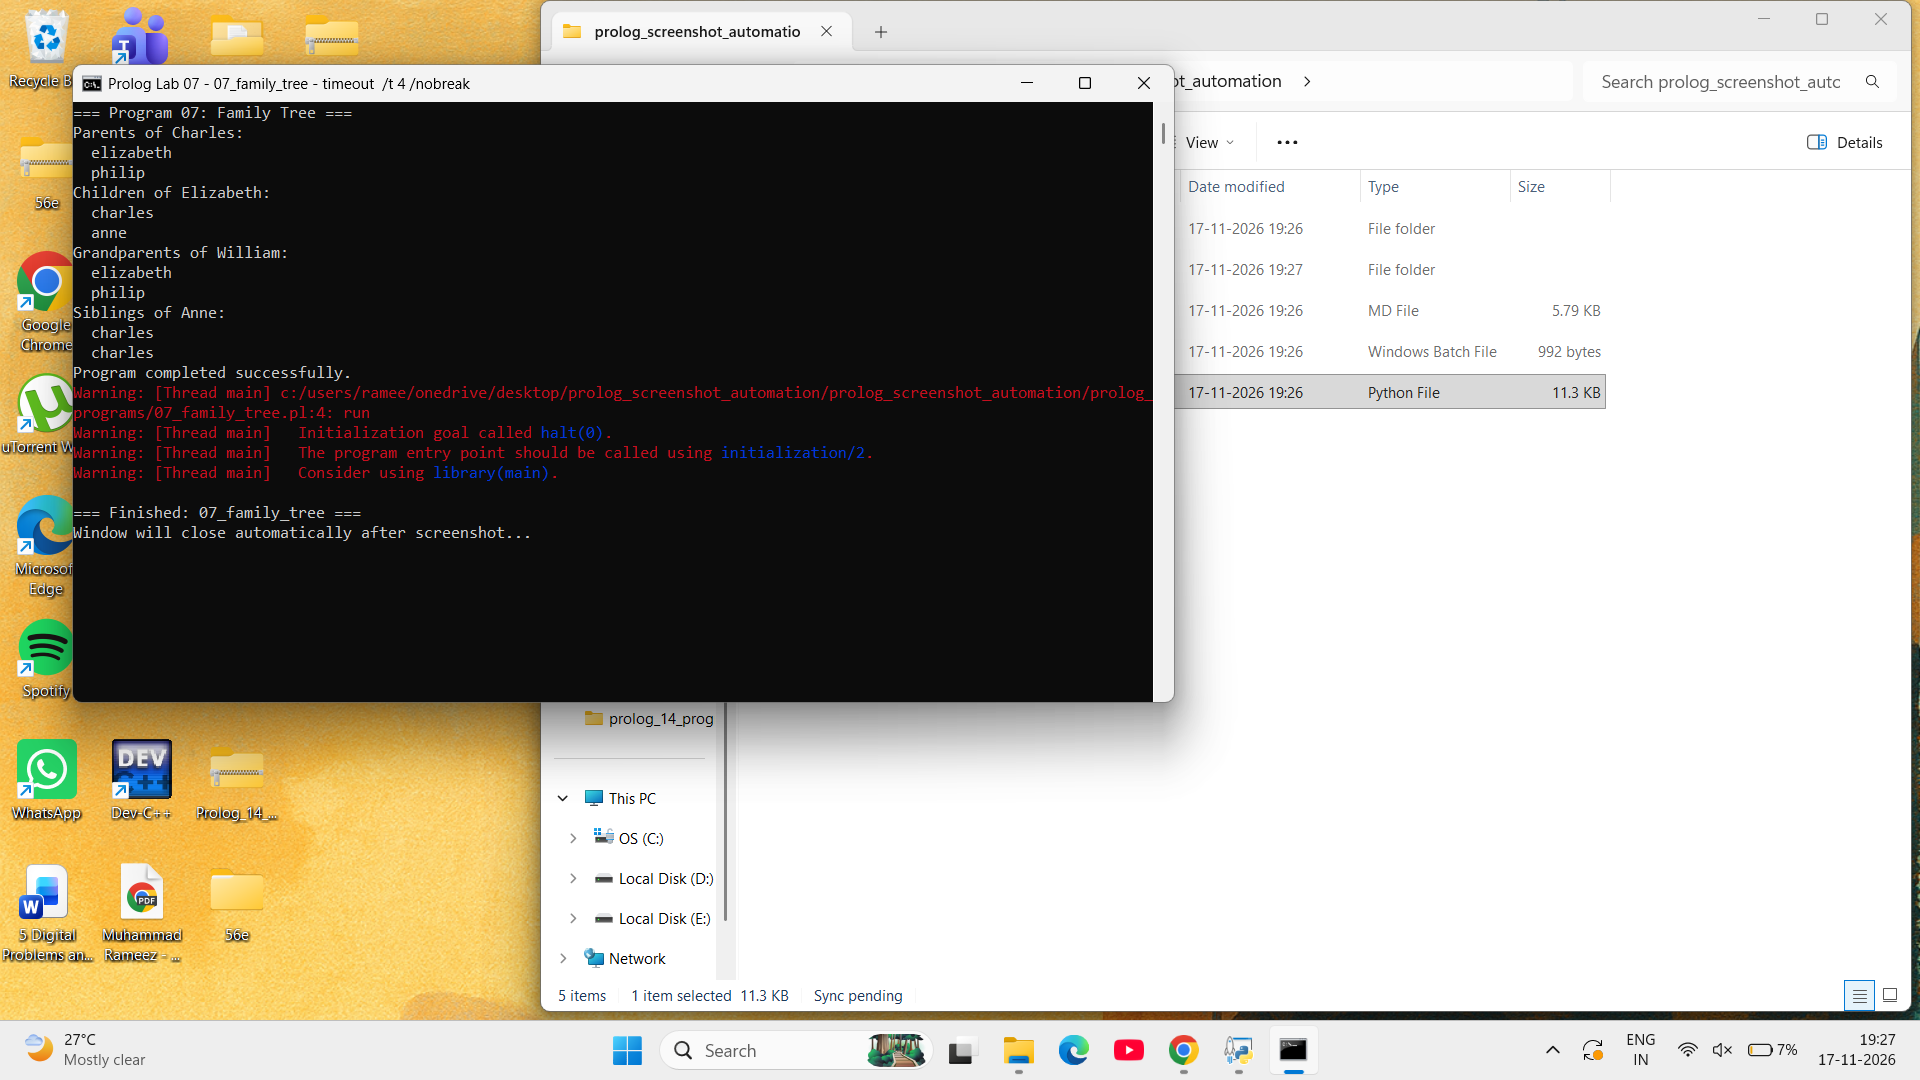 prolog_screenshot_automatio
Recycle B
Prolog Lab 07 - 07_family_tree - timeout /t 4 /nobreak
ot_automation
Search prolog_screenshot_autc
=== Program 07: Family Tree ===
Parents of Charles:
elizabeth
philip
Children of Elizabeth:
charles
anne
Grandparents of William:
elizabeth
philip
Siblings of Anne:
charles
charles
Program completed successfully.
Warning: [Thread main] c:/users/ramee/onedrive/desktop/prolog_screenshot_automation/prolog_screenshot_automation/prolog_
programs/07_family_tree.pl:4: run
Warning: [Thread main]   Initialization goal called halt(0).
Warning: [Thread main]   The program entry point should be called using initialization/2.
Warning: [Thread main]   Consider using library(main).
=== Finished: 07_family_tree ===
Window will close automatically after screenshot...
View
Details
Date modified Type Size
17-11-2026 19:26 File folder
17-11-2026 19:27 File folder
17-11-2026 19:26 MD File 5.79 KB
17-11-2026 19:26 Windows Batch File 992 bytes
17-11-2026 19:26 Python File 11.3 KB
56e
Google
Chrome
uTorrent W
Microsof
Edge
Spotify
WhatsApp
DEV
C++
Dev-C++
Prolog_14_...
W
5 Digital
Problems an...
PDF
Muhammad
Rameez - ...
56e
prolog_14_prog
This PC
OS (C:)
Local Disk (D:)
Local Disk (E:)
Network
5 items
1 item selected 11.3 KB
Sync pending
27°C
Mostly clear
Search
ENG
IN
7%
19:27
17-11-2026